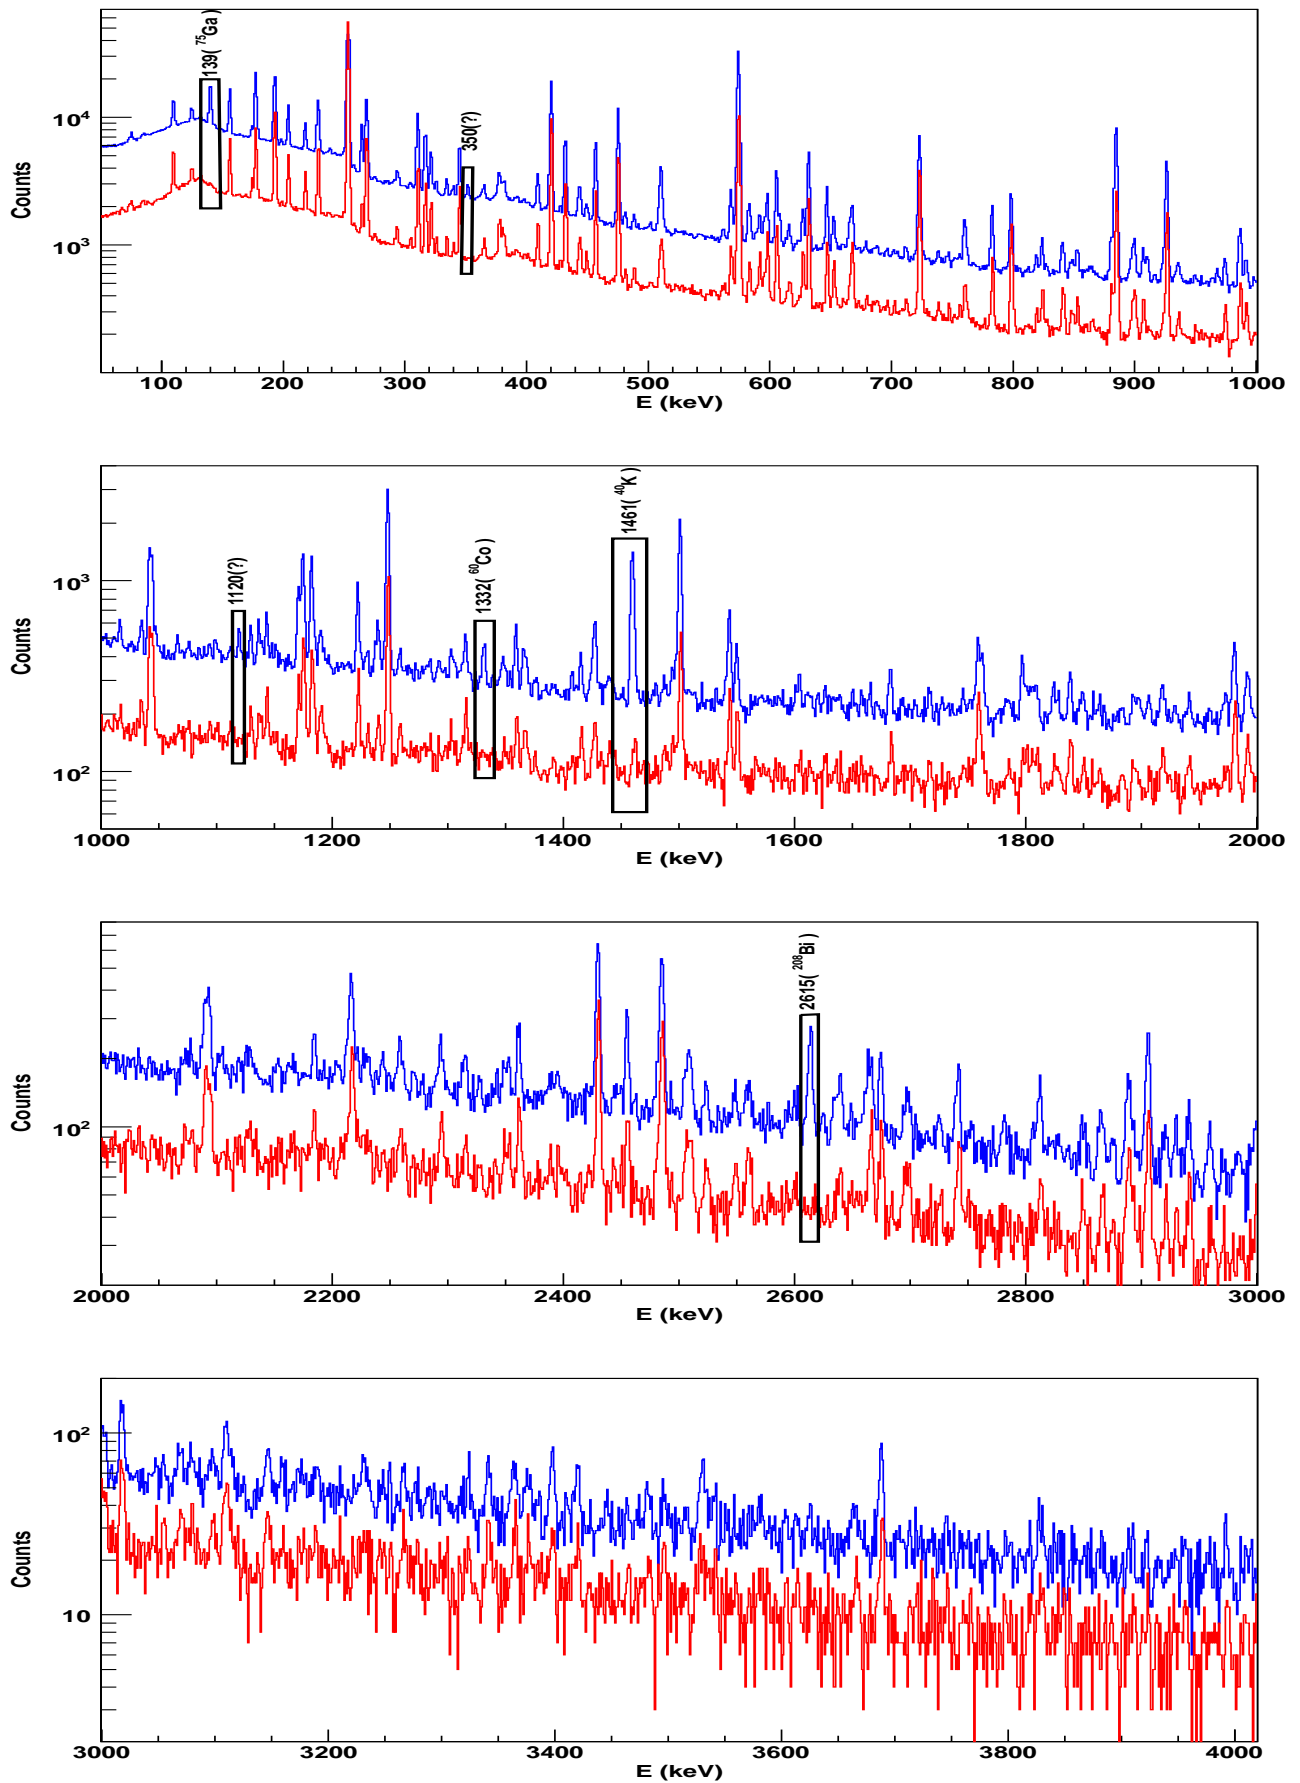 139( ⁷⁵Ga )
350(?)
10⁴
10³
Counts
100 200 300 400 500 600 700 800 900 1000
E (keV)
1120(?)
1332( ⁶⁰Co )
1461( ⁴⁰K )
10³
10²
Counts
1000 1200 1400 1600 1800 2000
E (keV)
2615( ²⁰⁸Bi )
10²
Counts
2000 2200 2400 2600 2800 3000
E (keV)
10²
10
Counts
3000 3200 3400 3600 3800 4000
E (keV)